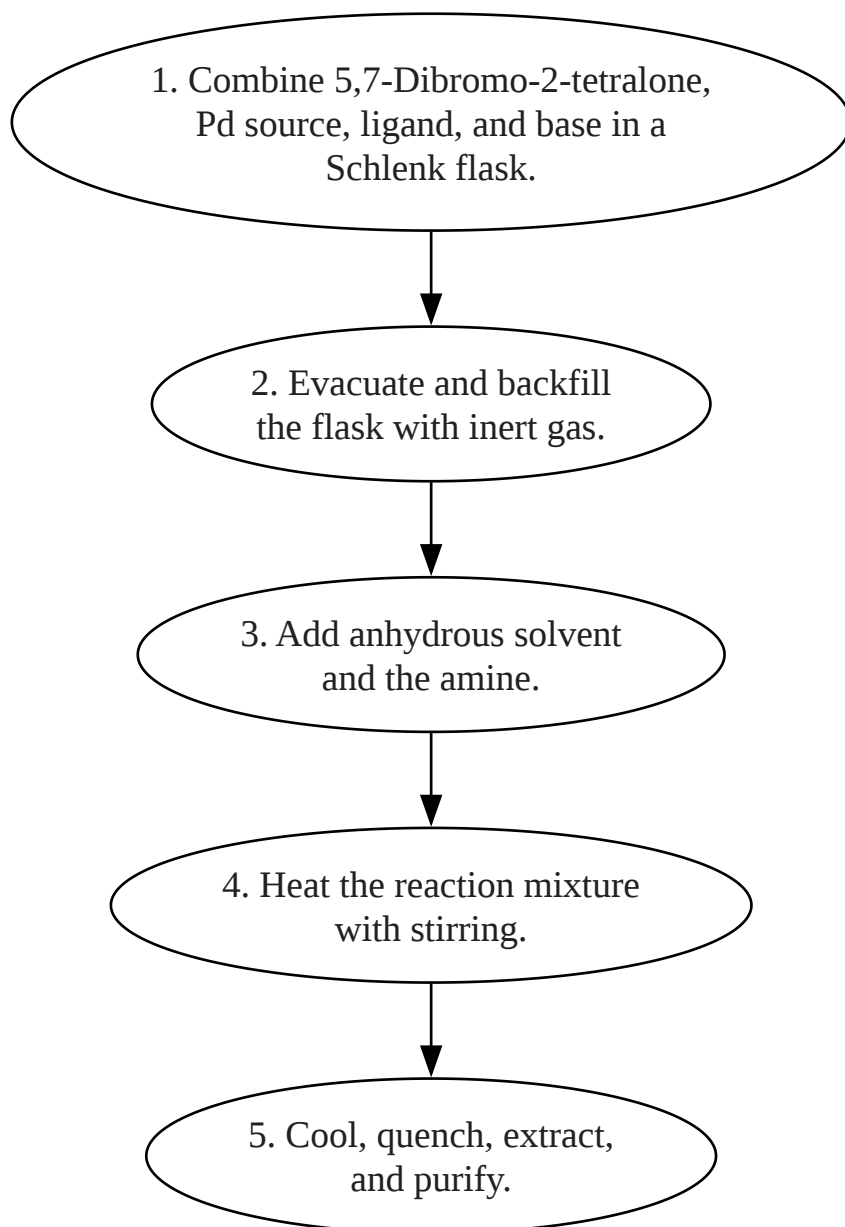 1. Combine 5,7-Dibromo-2-tetralone,
Pd source, ligand, and base in a
Schlenk flask.
2. Evacuate and backfill
the flask with inert gas.
3. Add anhydrous solvent
and the amine.
4. Heat the reaction mixture
with stirring.
5. Cool, quench, extract,
and purify.